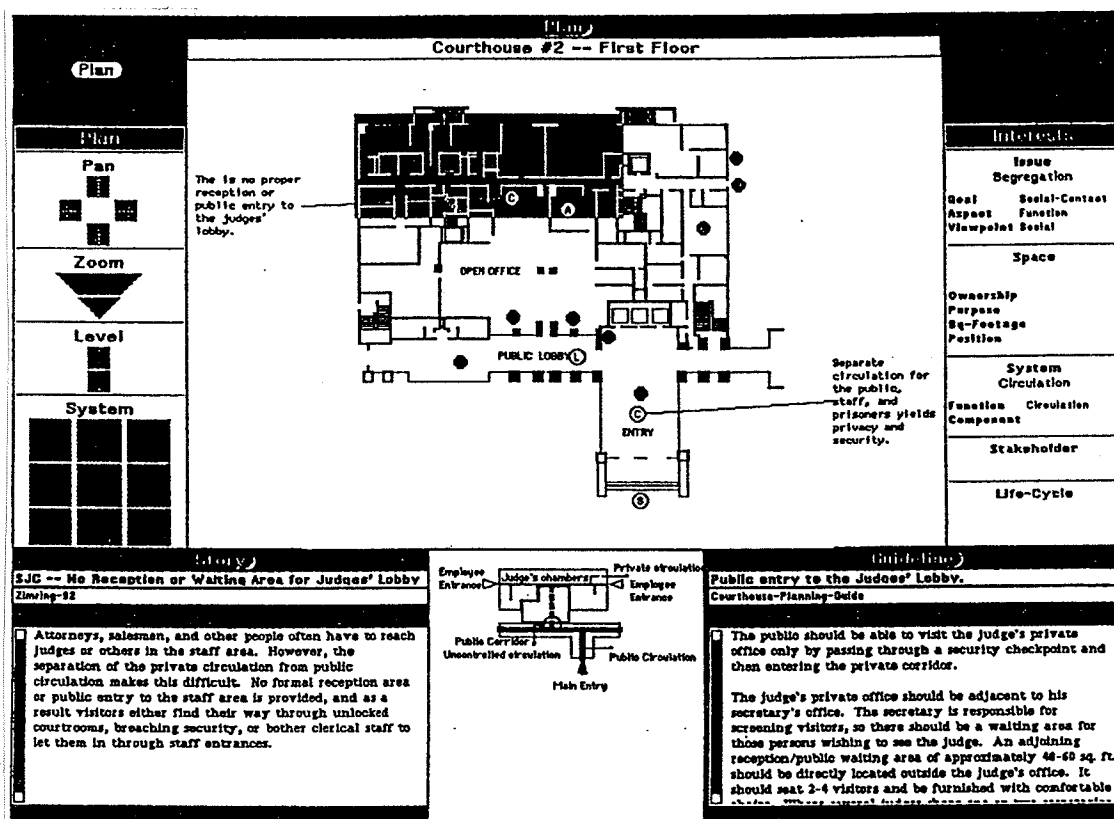 Plan
Courthouse #2 -- First Floor
Plan
Plan
Pan
Zoom
Level
System
The is no proper
reception or
public entry to
the judges'
lobby.
C
A
OPEN OFFICE
PUBLIC LOBBY L
C
ENTRY
S
Separate
circulation for
the public,
staff, and
prisoners yields
privacy and
security.
Interests
Issue
Segregation
Goal Social-Contact
Aspect Function
Viewpoint Social
Space
Ownership
Purpose
Sq-Footage
Position
System
Circulation
Function Circulation
Component
Stakeholder
Life-Cycle
Story
SJC -- No Reception or Waiting Area for Judges' Lobby
Zimring-92
Attorneys, salesmen, and other people often have to reach
judges or others in the staff area. However, the
separation of the private circulation from public
circulation makes this difficult. No formal reception area
or public entry to the staff area is provided, and as a
result visitors either find their way through unlocked
courtrooms, breaching security, or bother clerical staff to
let them in through staff entrances.
Employee
Entrance
Judge's chambers
Private circulation
Employee
Entrance
Public Corridor
Uncontrolled circulation
Public Circulation
Main Entry
Guideline
Public entry to the Judges' Lobby.
Courthouse-Planning-Guide
The public should be able to visit the judge's private
office only by passing through a security checkpoint and
then entering the private corridor.
The judge's private office should be adjacent to his
secretary's office. The secretary is responsible for
screening visitors, so there should be a waiting area for
those persons wishing to see the judge. An adjoining
reception/public waiting area of approximately 48-60 sq. ft.
should be directly located outside the judge's office. It
should seat 2-4 visitors and be furnished with comfortable